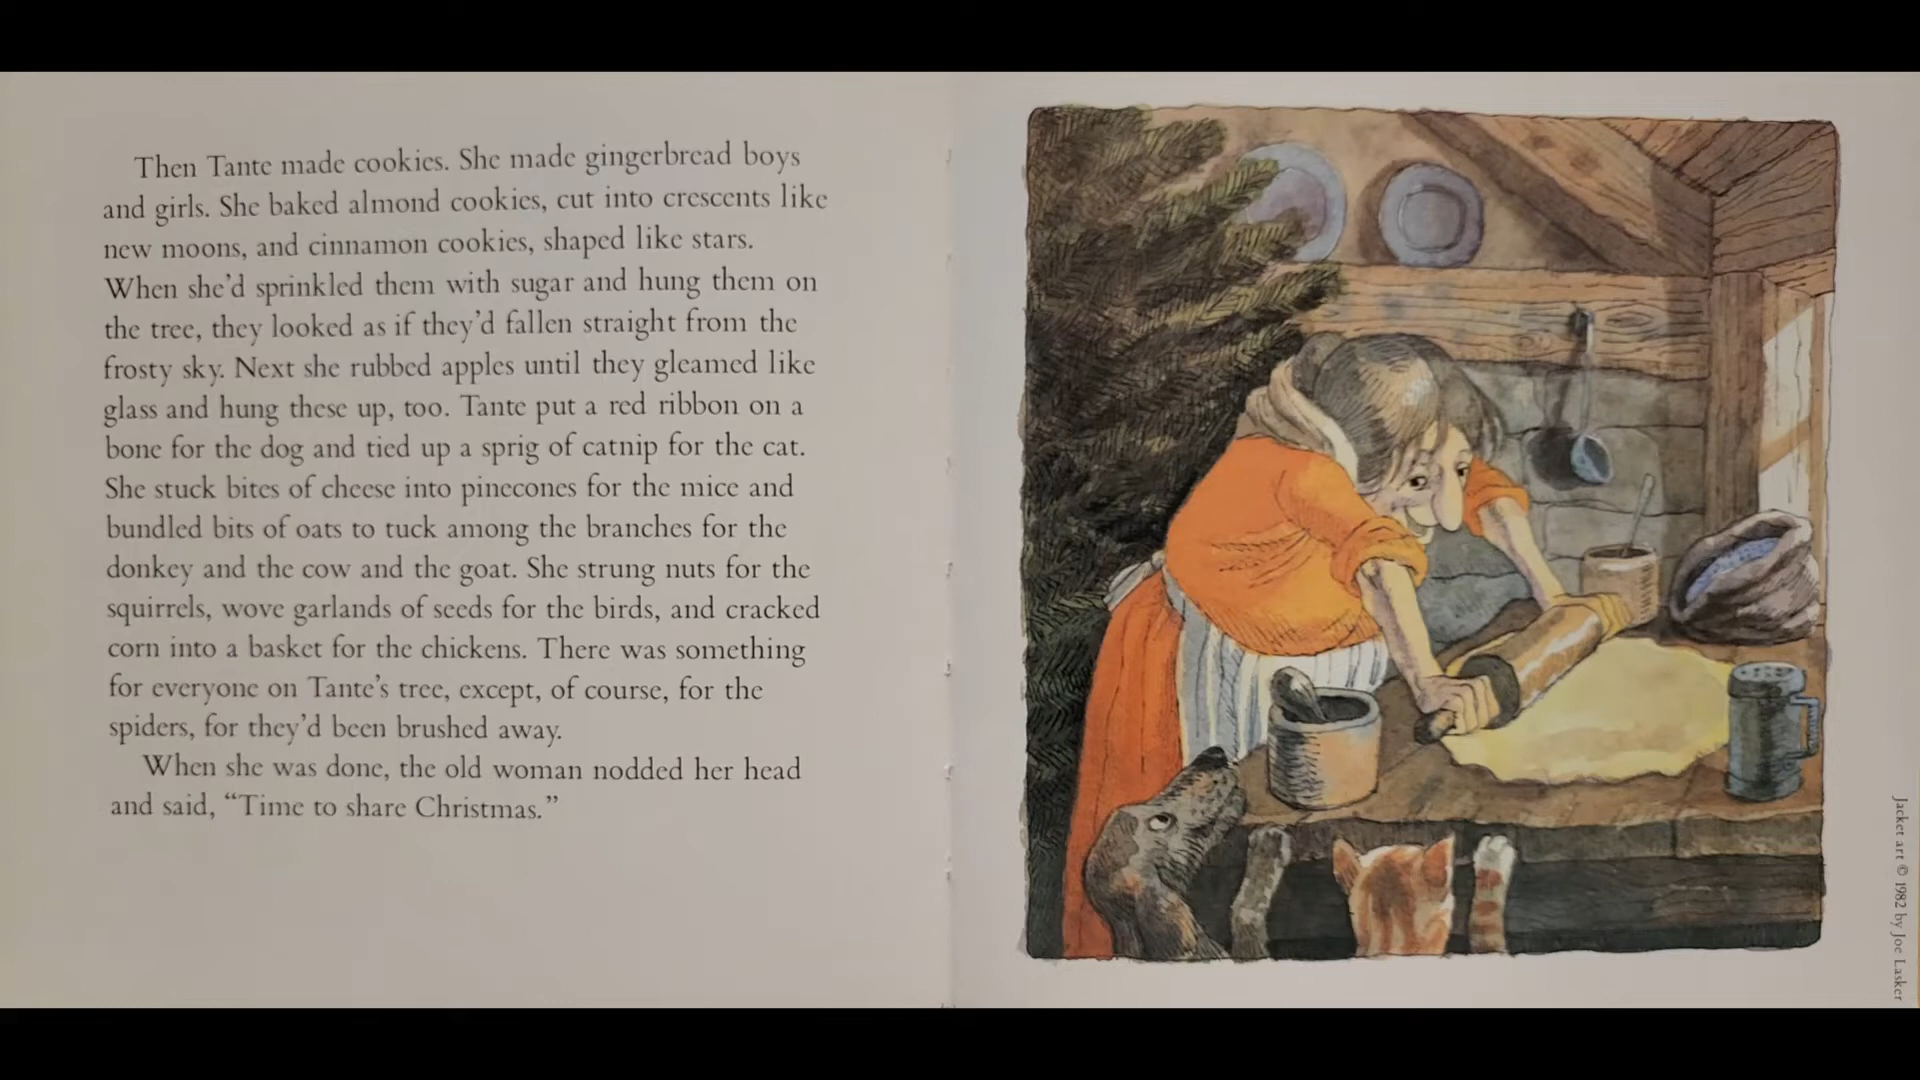 Then Tante made cookies. She made gingerbread boys
and girls. She baked almond cookies, cut into crescents like
new moons, and cinnamon cookies, shaped like stars.
When she'd sprinkled them with sugar and hung them on
the tree, they looked as if they'd fallen straight from the
frosty sky. Next she rubbed apples until they gleamed like
glass and hung these up, too. Tante put a red ribbon on a
bone for the dog and tied up a sprig of catnip for the cat.
She stuck bites of cheese into pinecones for the mice and
bundled bits of oats to tuck among the branches for the
donkey and the cow and the goat. She strung nuts for the
squirrels, wove garlands of seeds for the birds, and cracked
corn into a basket for the chickens. There was something
for everyone on Tante's tree, except, of course, for the
spiders, for they'd been brushed away.
When she was done, the old woman nodded her head
and said, “Time to share Christmas.”
Jacket art © 1982 by Joe Lasker